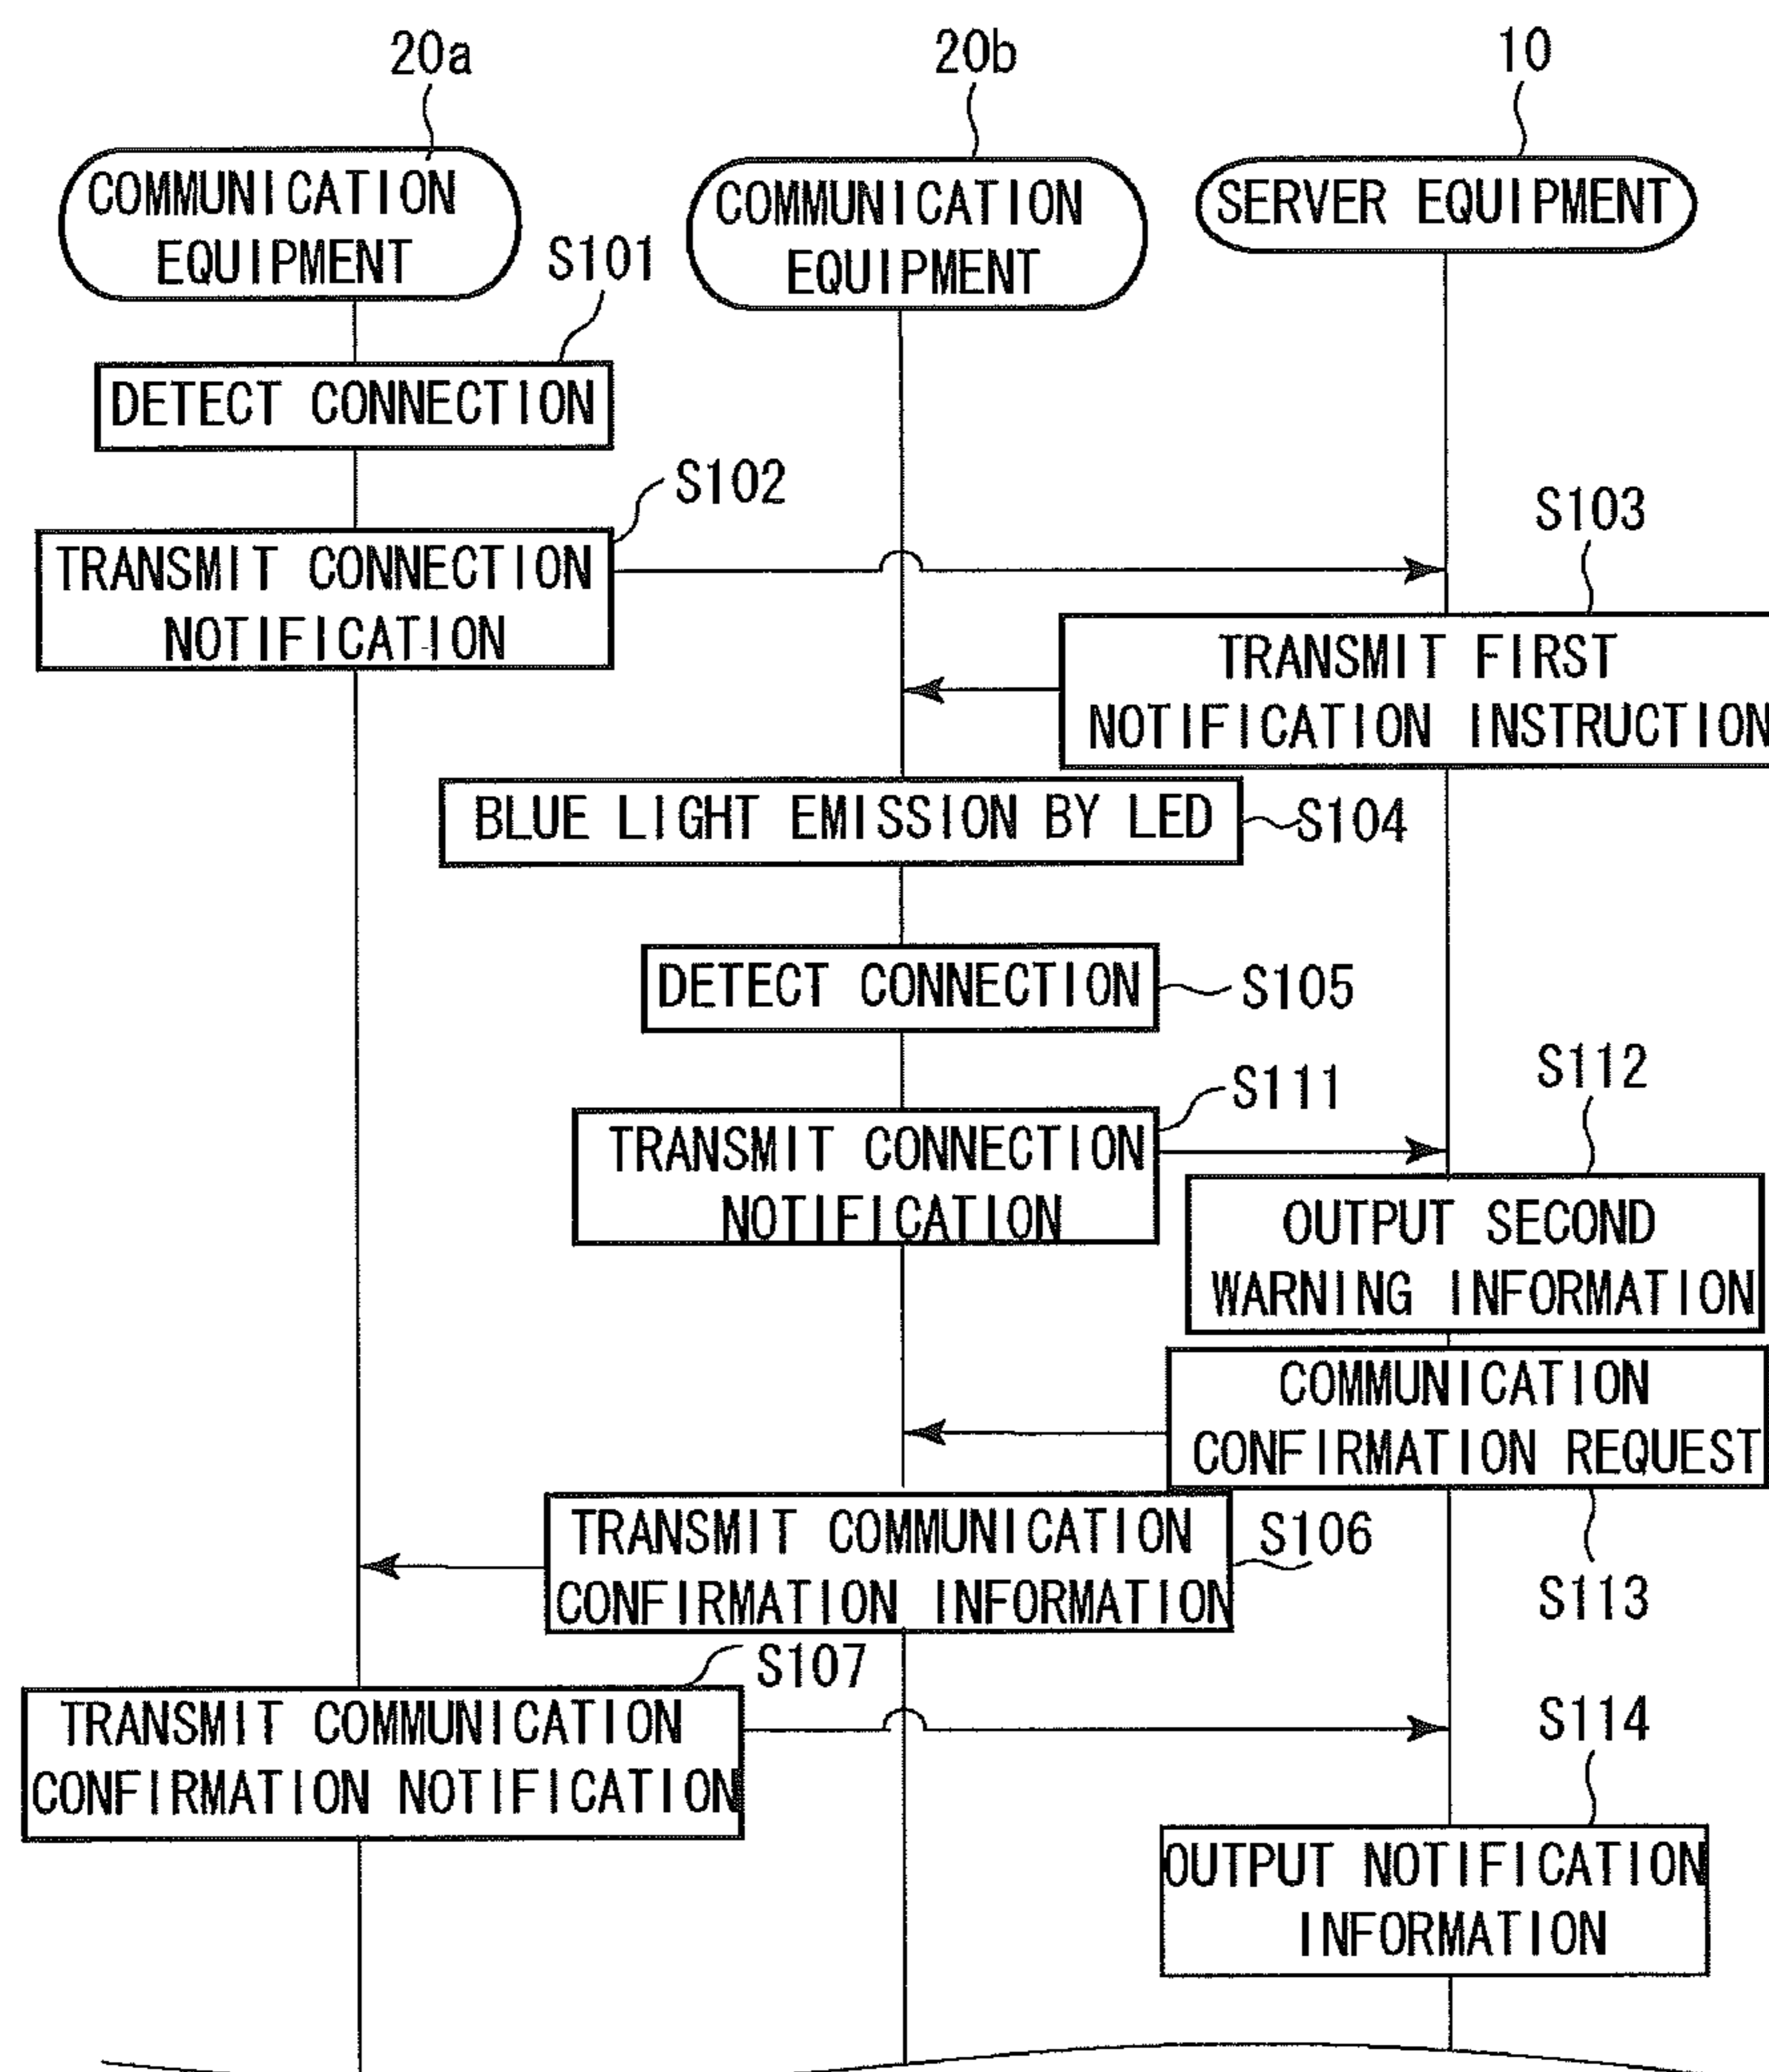 20a
20b
10
COMMUNICATION
EQUIPMENT
COMMUNICATION
EQUIPMENT
SERVER EQUIPMENT
S101
DETECT CONNECTION
S102
TRANSMIT CONNECTION
NOTIFICATION
S103
TRANSMIT FIRST
NOTIFICATION INSTRUCTION
BLUE LIGHT EMISSION BY LED
S104
DETECT CONNECTION
S105
S111
TRANSMIT CONNECTION
NOTIFICATION
S112
OUTPUT SECOND
WARNING INFORMATION
COMMUNICATION
CONFIRMATION REQUEST
S113
TRANSMIT COMMUNICATION
CONFIRMATION INFORMATION
S106
S107
TRANSMIT COMMUNICATION
CONFIRMATION NOTIFICATION
S114
OUTPUT NOTIFICATION
INFORMATION